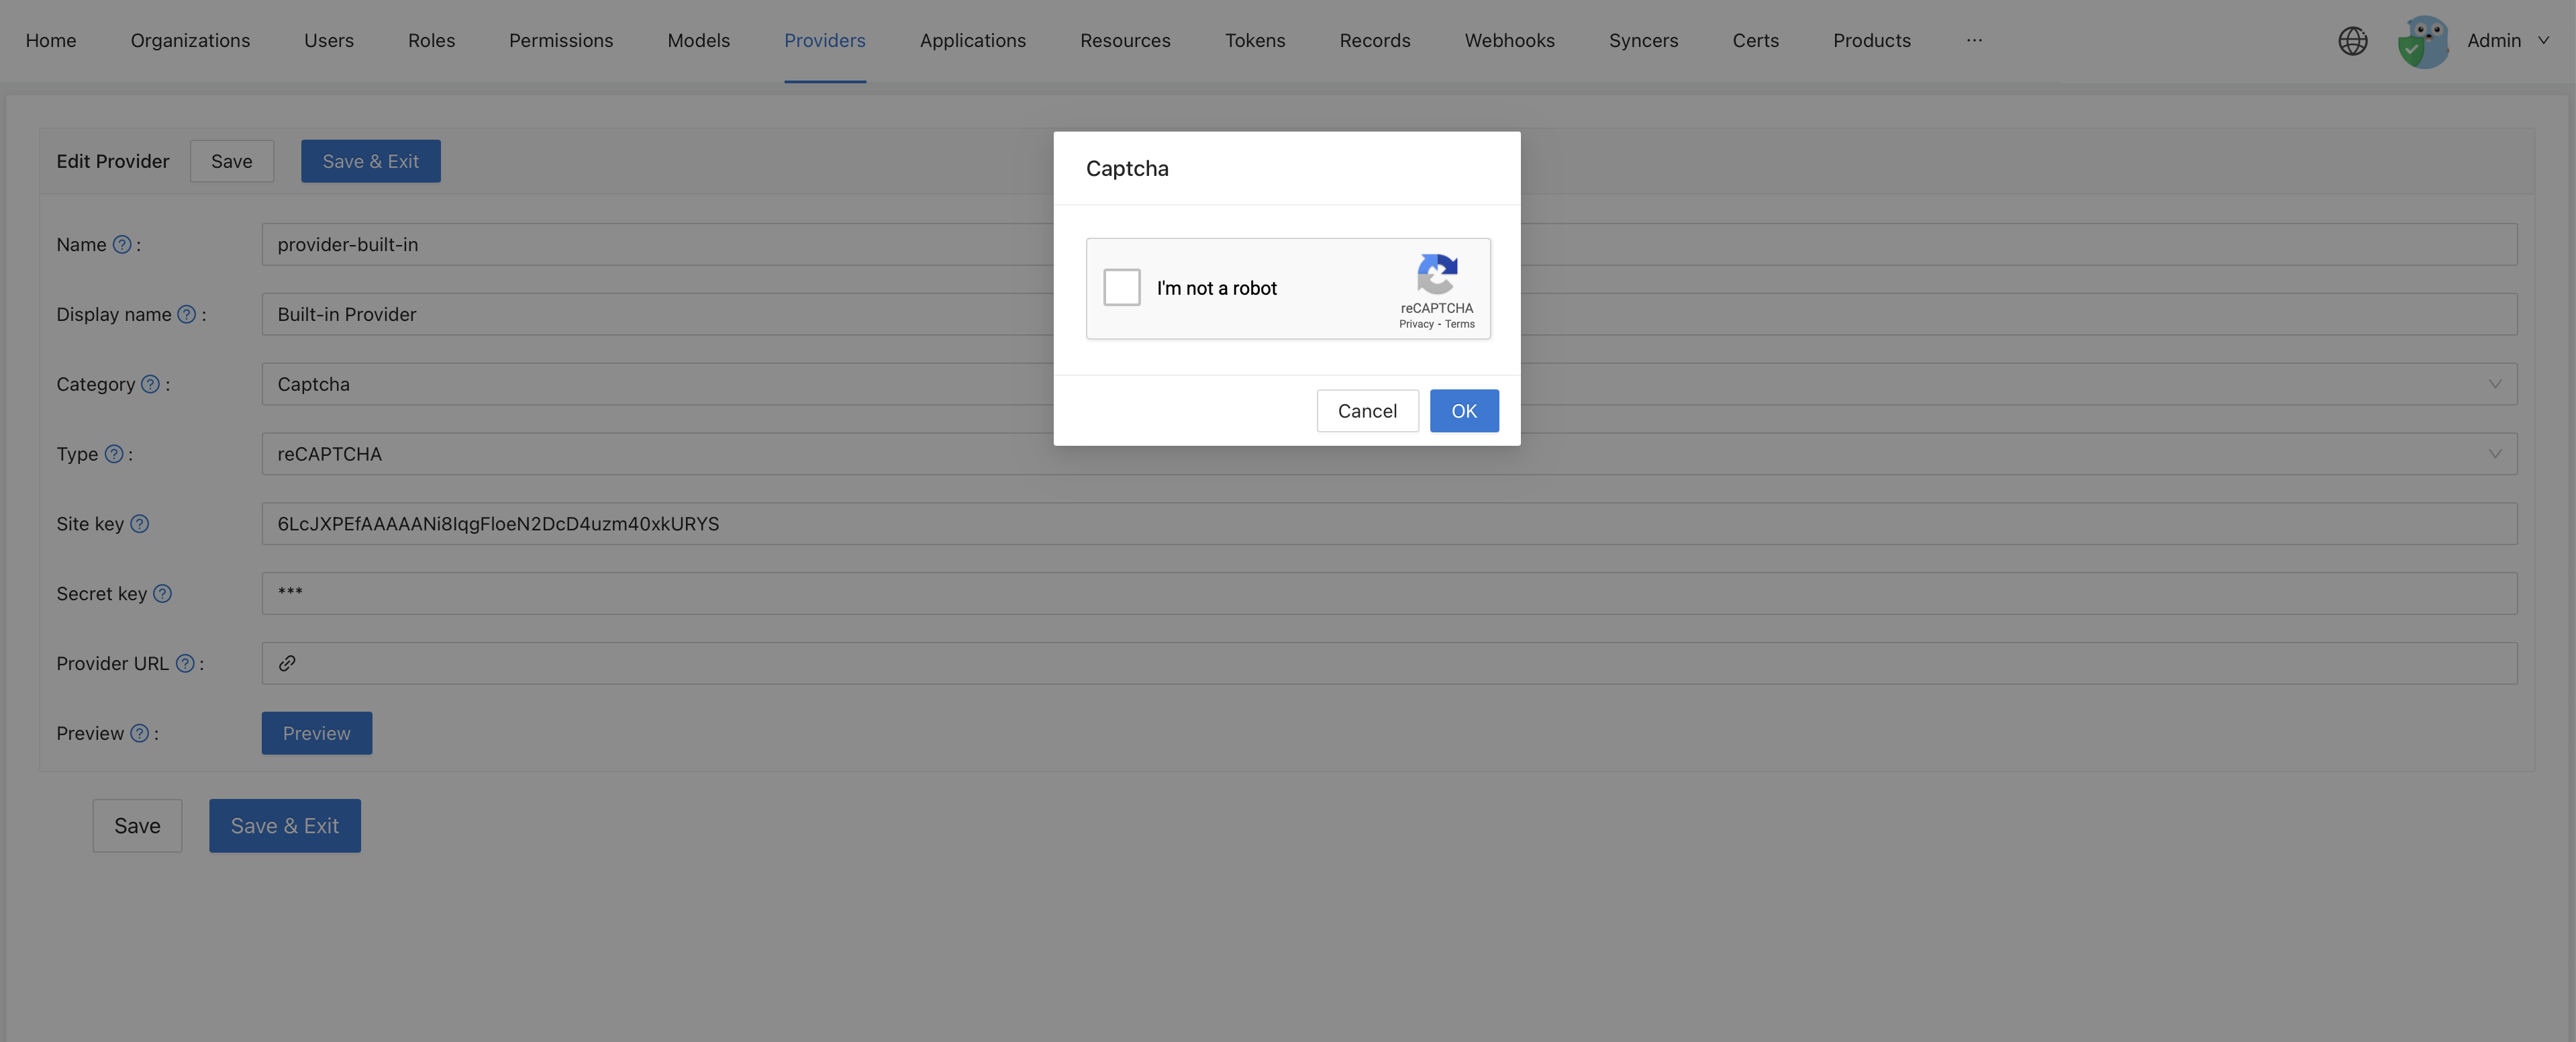 Home Organizations Users Roles Permissions Models Providers Applications Resources Tokens Records Webhooks Syncers Certs Products ··· Admin
Edit Provider Save Save & Exit
Captcha
I'm not a robot
reCAPTCHA
Privacy - Terms
Cancel OK
Name ? : provider-built-in
Display name ? : Built-in Provider
Category ? : Captcha
Type ? : reCAPTCHA
Site key ? 6LcJXPEfAAAAANi8IqgFloeN2DcD4uzm40xkURYS
Secret key ? ***
Provider URL ? :
Preview ? : Preview
Save Save & Exit